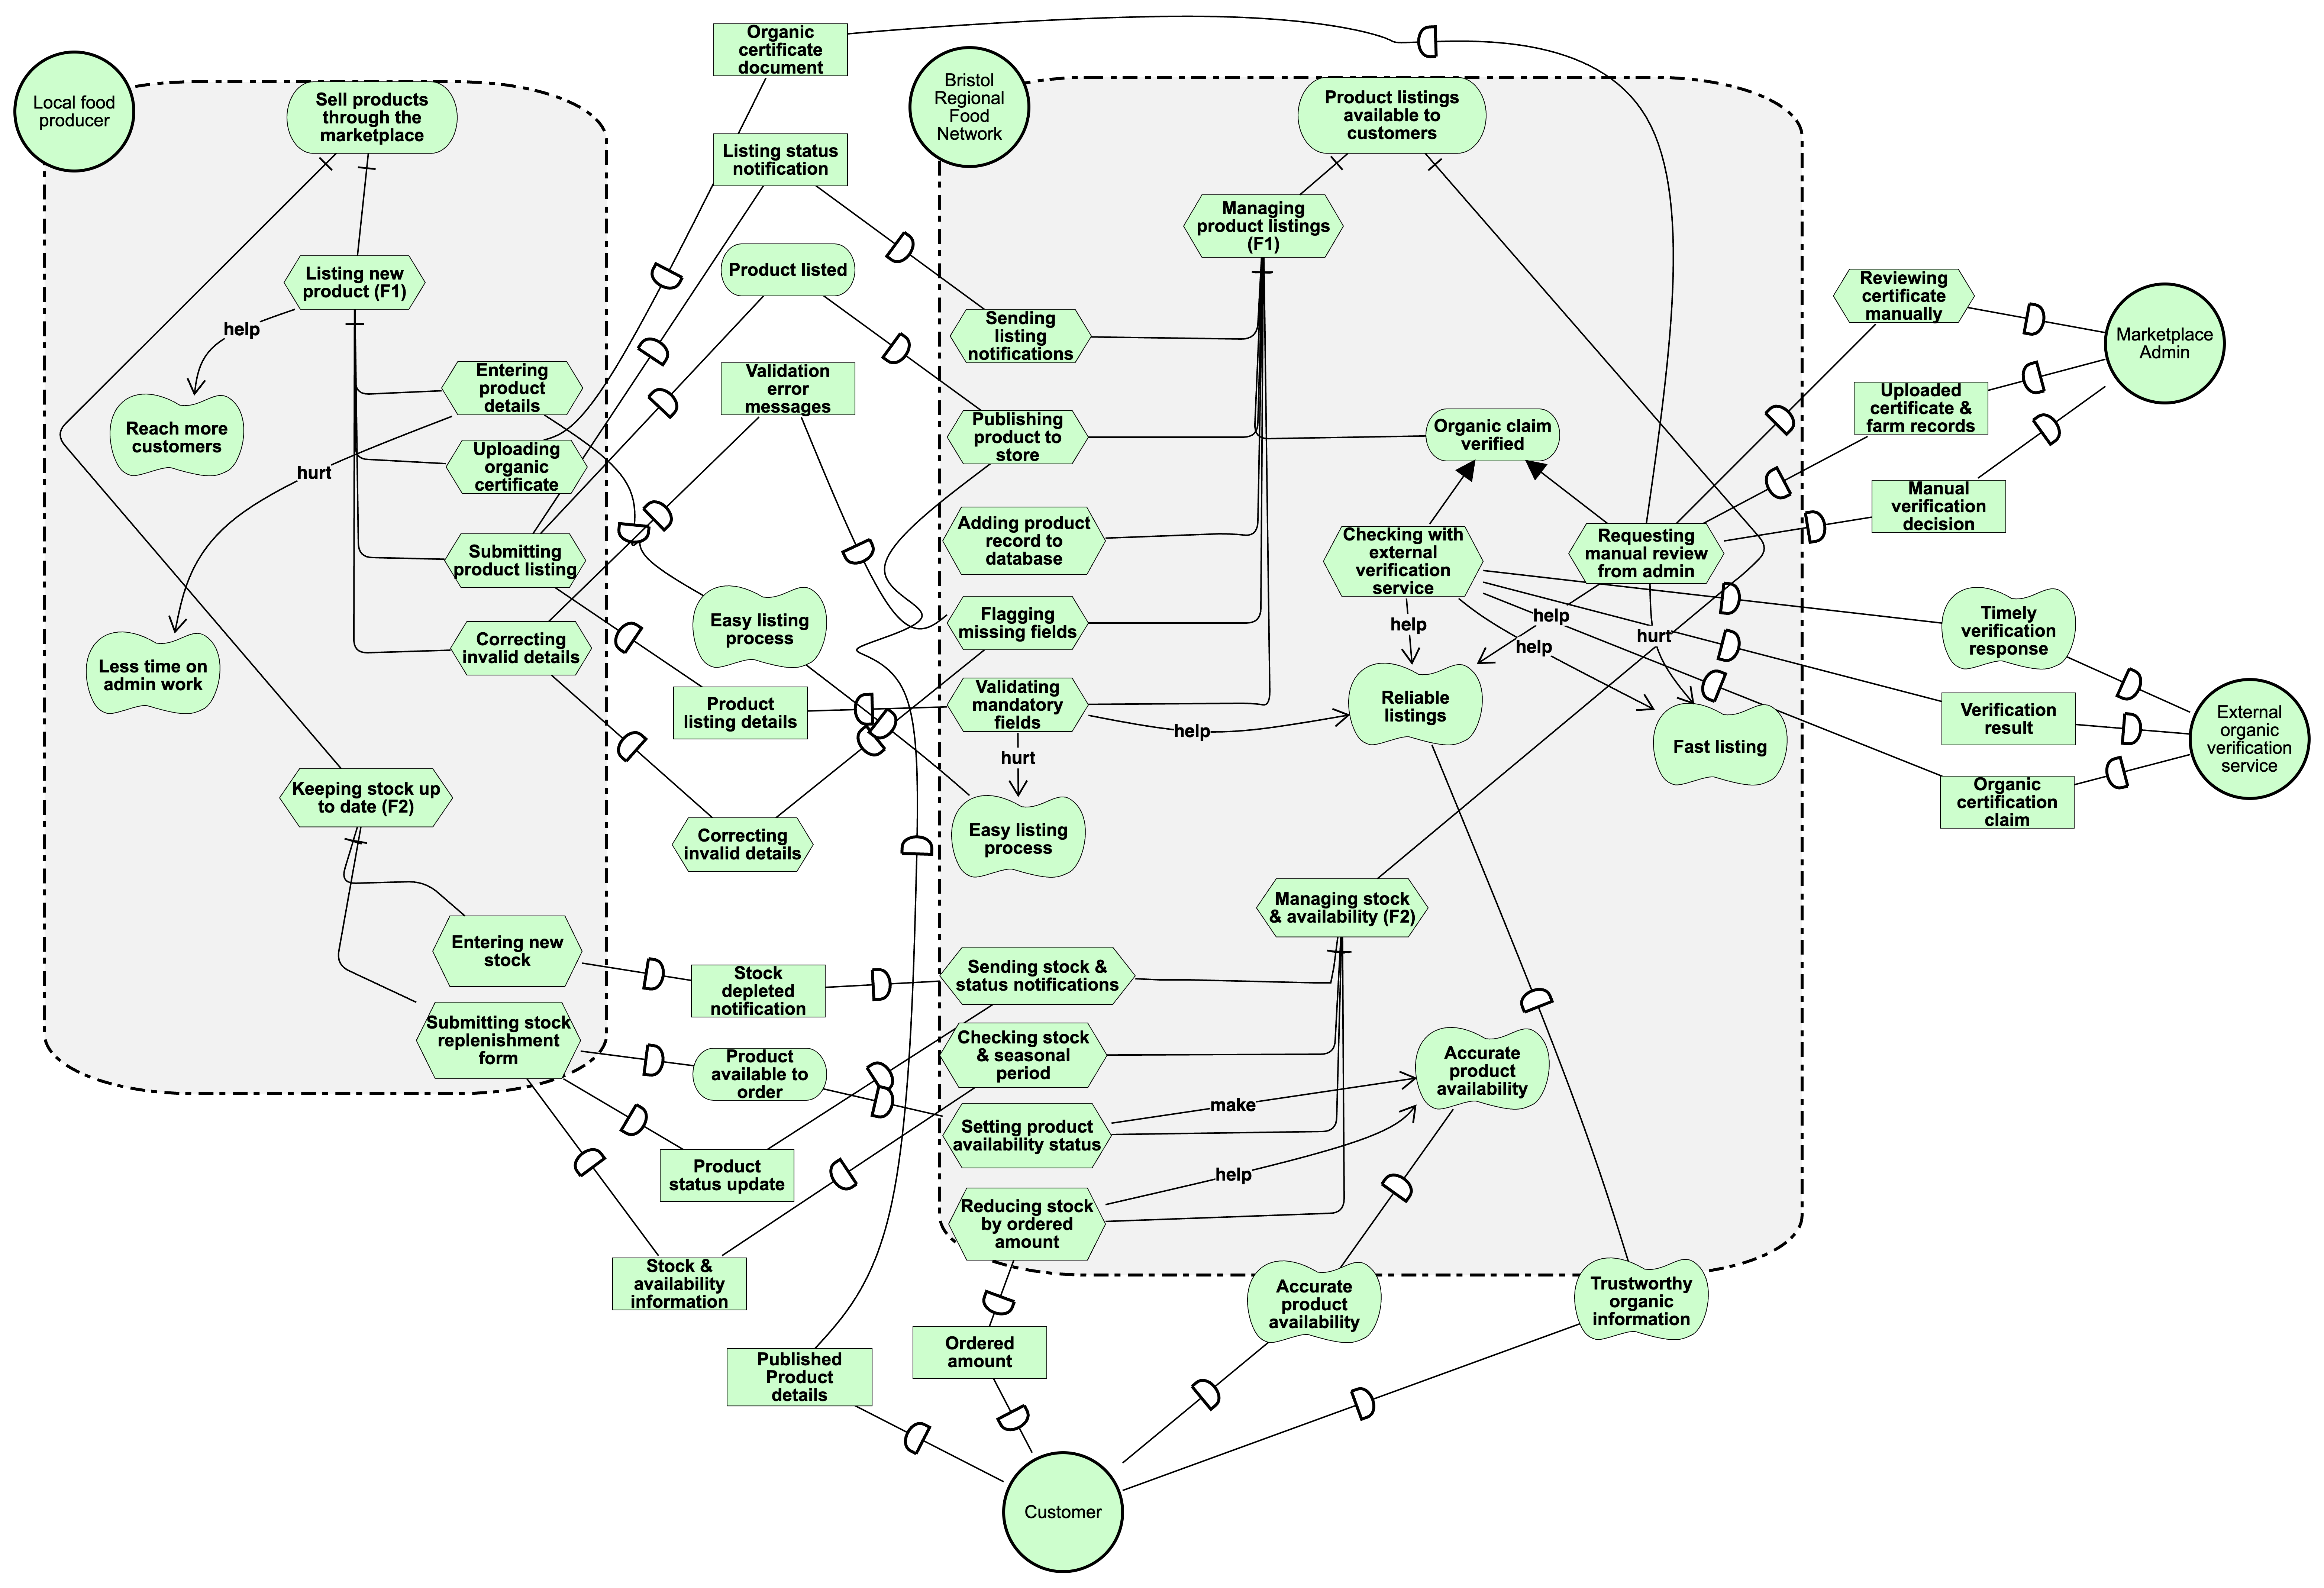 Organic
certificate
document
Local food
producer
Sell products
through the
marketplace
Bristol
Regional
Food
Network
Product listings
available to
customers
Listing status
notification
Managing
product listings
(F1)
Listing new
product (F1)
Product listed
Reviewing
certificate
manually
Marketplace
Admin
help
Sending
listing
notifications
Entering
product
details
Validation
error
messages
Uploaded
certificate &
farm records
Reach more
customers
Publishing
product to
store
Organic claim
verified
hurt
Uploading
organic
certificate
Manual
verification
decision
Submitting
product listing
Adding product
record to
database
Checking with
external
verification
service
Requesting
manual review
from admin
Easy listing
process
Flagging
missing fields
help
help
help
hurt
Timely
verification
response
Less time on
admin work
Correcting
invalid details
Product
listing details
Validating
mandatory
fields
help
Reliable
listings
Fast listing
Verification
result
External
organic
verification
service
hurt
Keeping stock up
to date (F2)
Correcting
invalid details
Easy listing
process
Organic
certification
claim
Managing stock
& availability (F2)
Entering new
stock
Stock
depleted
notification
Sending stock &
status notifications
Submitting stock
replenishment
form
Product
available to
order
Checking stock
& seasonal
period
Accurate
product
availability
make
Setting product
availability status
Product
status update
help
Reducing stock
by ordered
amount
Stock &
availability
information
Accurate
product
availability
Trustworthy
organic
information
Ordered
amount
Published
Product
details
Customer